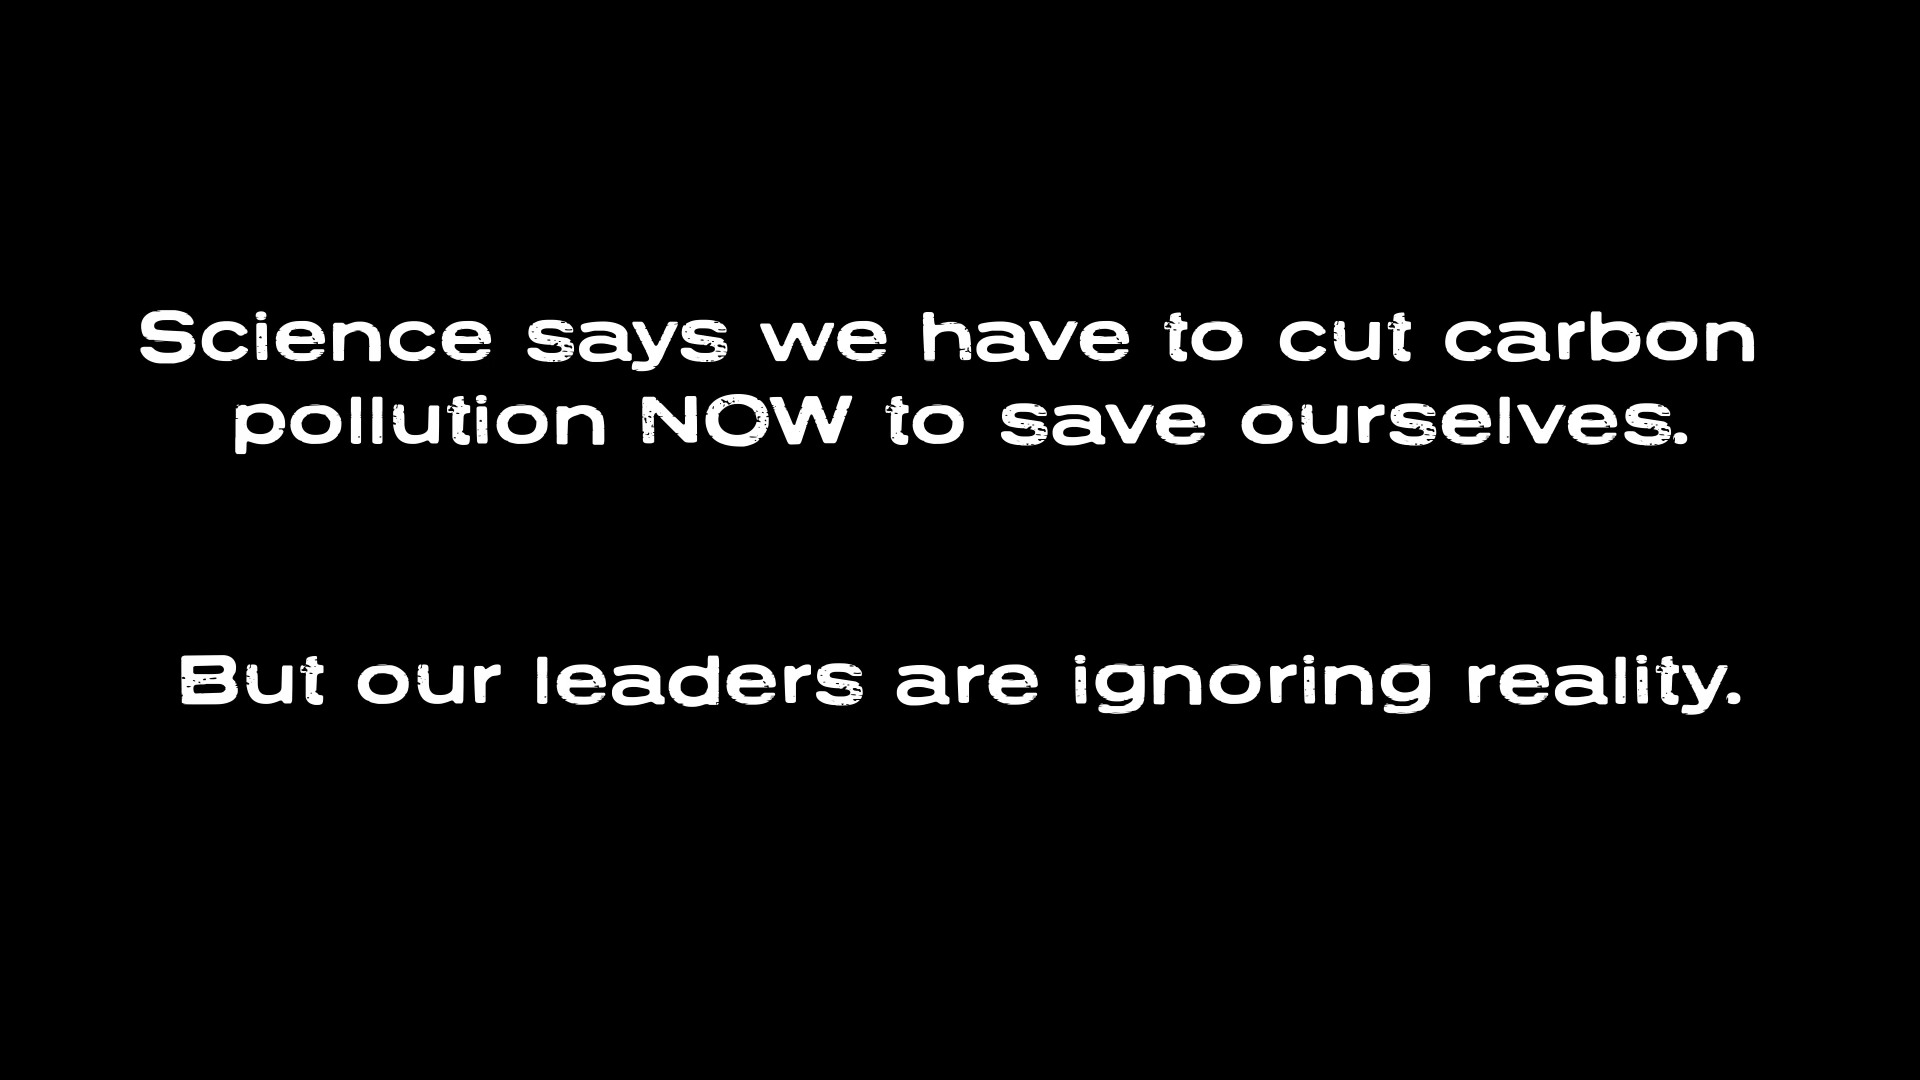 Science says we have to cut carbon
pollution NOW to save ourselves.
But our leaders are ignoring reality.